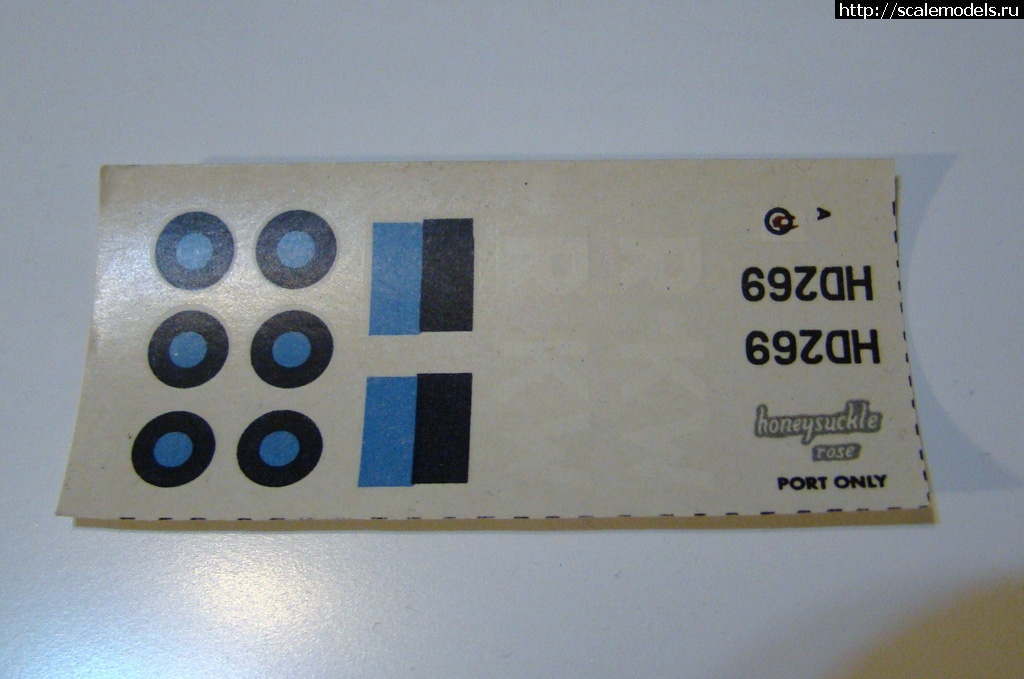 http://scalemodels.ru
A
HD269
HD269
honeysuckle
rose
PORT ONLY